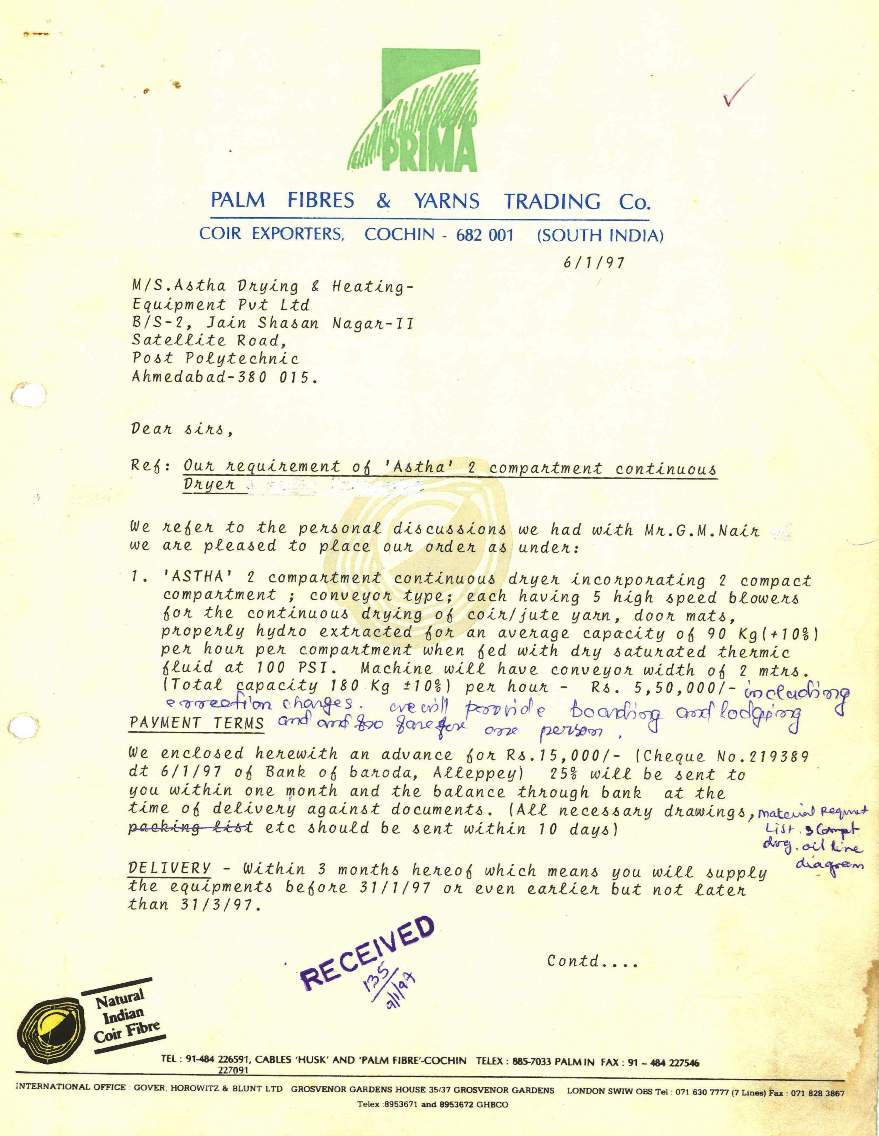 PRIMA
PALM FIBRES & YARNS TRADING Co.
COIR EXPORTERS, COCHIN - 682 001 (SOUTH INDIA)
6/1/97
M/S.Astha Drying & Heating-
Equipment Pvt Ltd
B/S-2, Jain Shasan Nagar-II
Satellite Road,
Post Polytechnic
Ahmedabad-380 015.
Dear sirs,
Ref: Our requirement of 'Astha' 2 compartment continuous
Dryer
We refer to the personal discussions we had with Mr.G.M.Nair
we are pleased to place our order as under:
1. 'ASTHA' 2 compartment continuous dryer incorporating 2 compact
compartment ; conveyor type; each having 5 high speed blowers
for the continuous drying of coir/jute yarn, door mats,
properly hydro extracted for an average capacity of 90 Kg(+10%)
per hour per compartment when fed with dry saturated thermic
fluid at 100 PSI. Machine will have conveyor width of 2 mtrs.
(Total capacity 180 Kg ±10%) per hour - Rs. 5,50,000/- including
errection charges. we will provide boarding and lodging
PAYMENT TERMS and and fro fare for one person.
We enclosed herewith an advance for Rs.15,000/- (Cheque No.219389
dt 6/1/97 of Bank of baroda, Alleppey) 25% will be sent to
you within one month and the balance through bank at the
time of delivery against documents. (All necessary drawings, material Requmt
packing list etc should be sent within 10 days) List. & Compt
drg. oil line
diagram
DELIVERY - Within 3 months hereof which means you will supply
the equipments before 31/1/97 or even earlier but not later
than 31/3/97.
RECEIVED
135
9/1/97
Contd....
Natural
Indian
Coir Fibre
TEL : 91-484 226591, CABLES 'HUSK' AND 'PALM FIBRE'-COCHIN TELEX : 885-7033 PALM IN FAX : 91 - 484 227546
227091
INTERNATIONAL OFFICE : GOVER, HOROWITZ & BLUNT LTD GROSVENOR GARDENS HOUSE 35/37 GROSVENOR GARDENS LONDON SWIW OBS Tel : 071 630 7777 (7 Lines) Fax : 071 828 3867
Telex :8953671 and 8953672 GHBCO